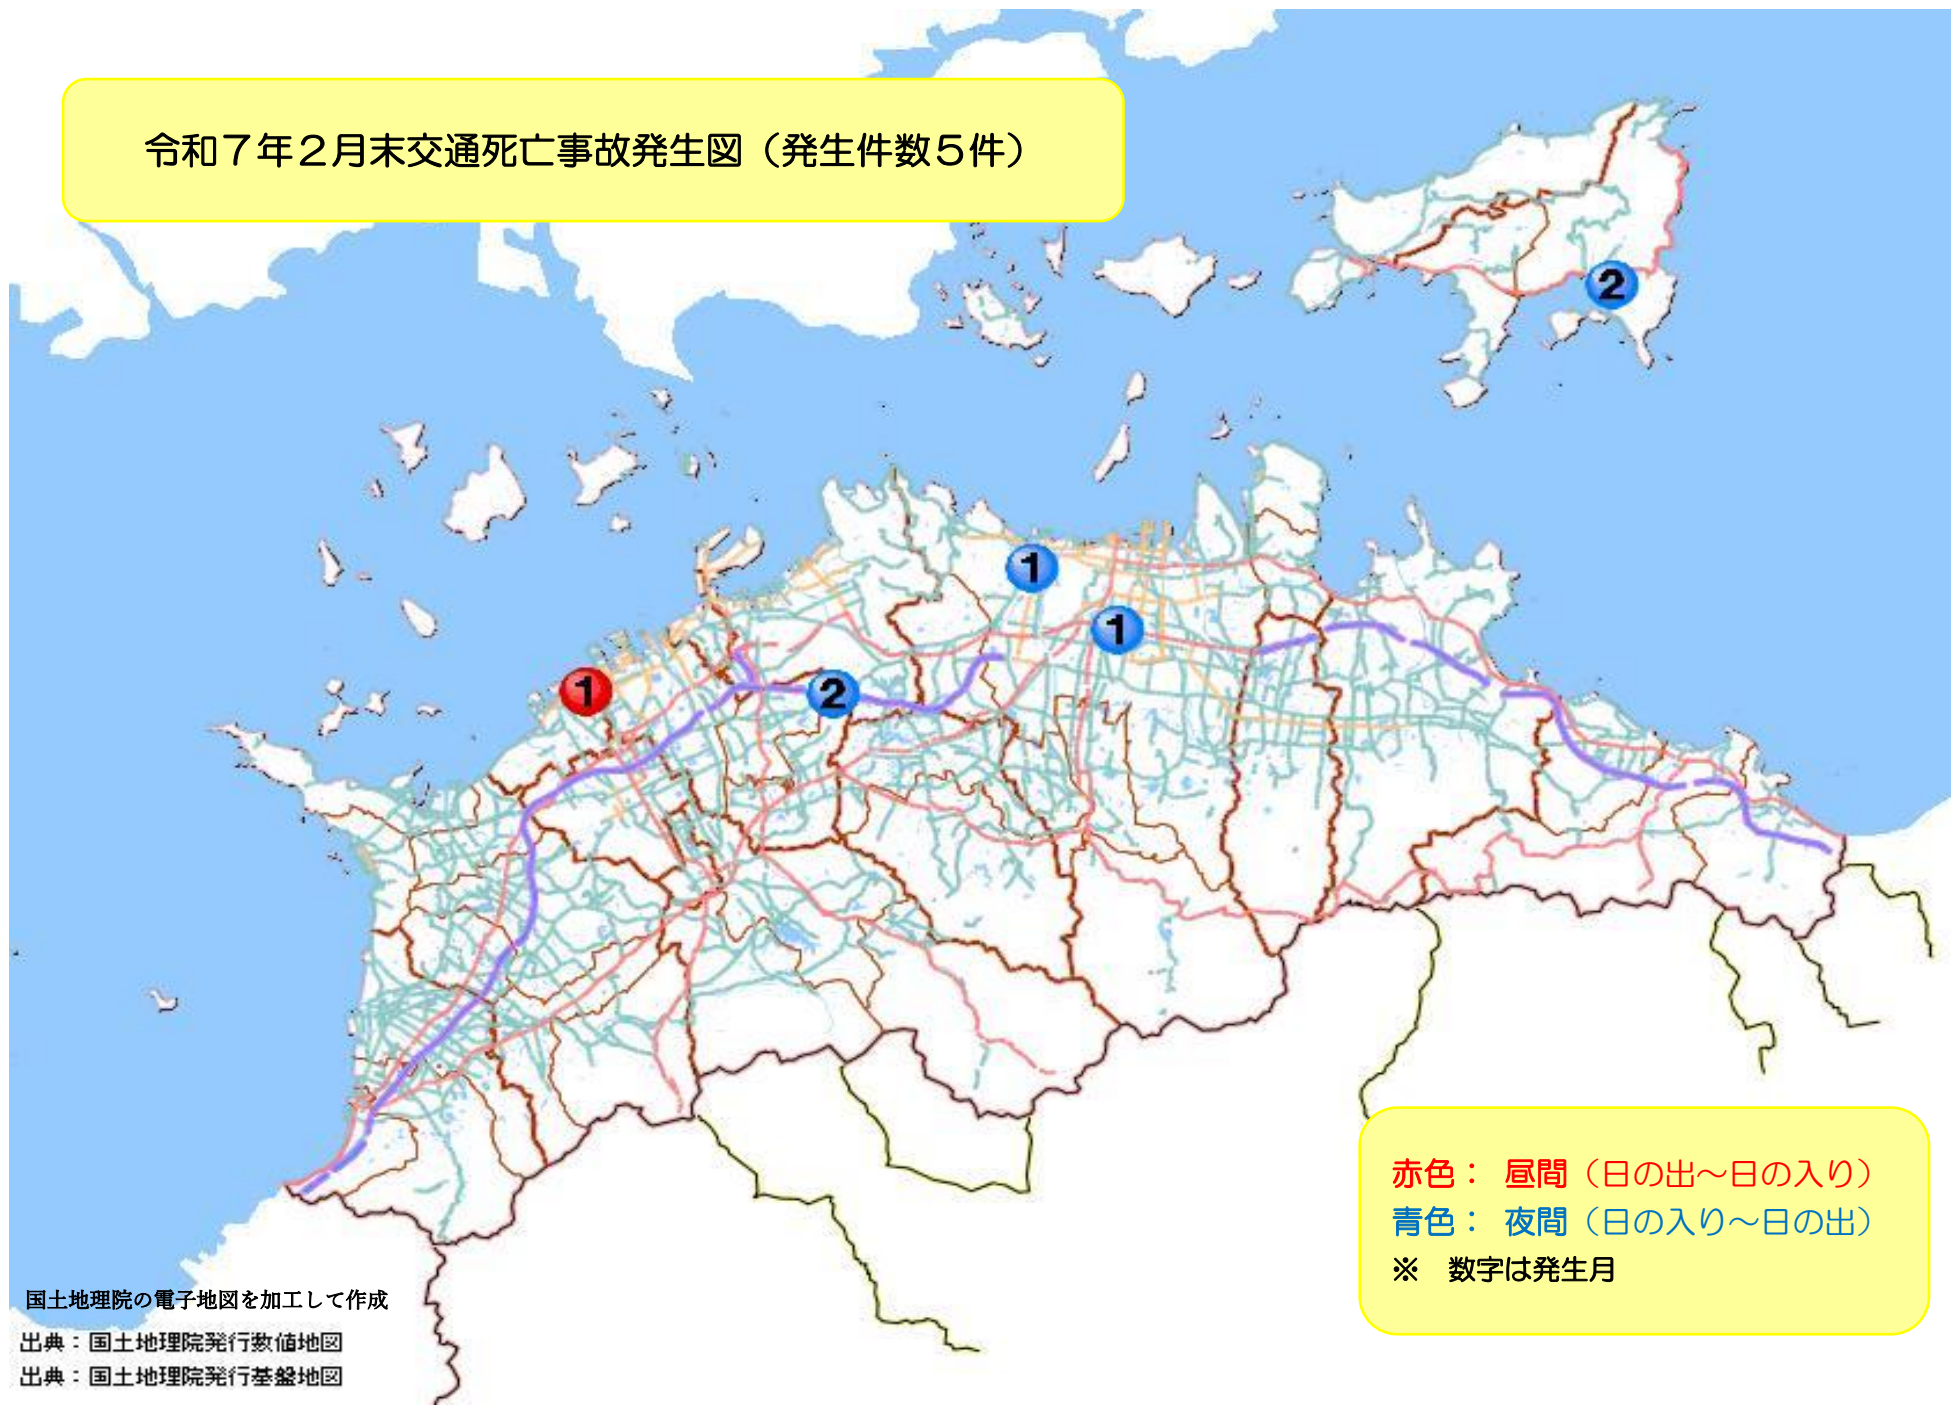 令和７年２月末交通死亡事故発生図（発生件数５件）
2
1
1
1
2
赤色： 昼間（日の出～日の入り）
青色： 夜間（日の入り～日の出）
※　数字は発生月
国土地理院の電子地図を加工して作成
出典：国土地理院発行数値地図
出典：国土地理院発行基盤地図